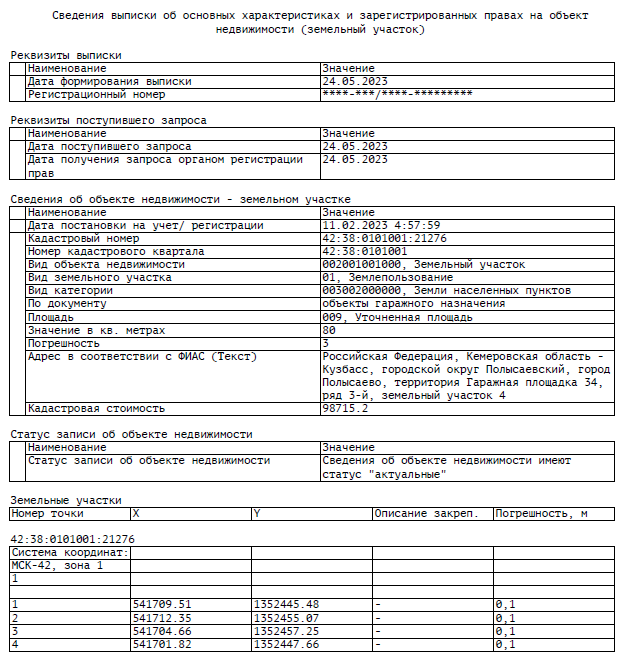 Сведения выписки об основных характеристиках и зарегистрированных правах на объект
недвижимости (земельный участок)
Реквизиты выписки
Наименование Значение
Дата формирования выписки 24.05.2023
Регистрационный номер ****-***/****-*********
Реквизиты поступившего запроса
Наименование Значение
Дата поступившего запроса 24.05.2023
Дата получения запроса органом регистрации 24.05.2023
прав
Сведения об объекте недвижимости - земельном участке
Наименование Значение
Дата постановки на учет/ регистрации 11.02.2023 4:57:59
Кадастровый номер 42:38:0101001:21276
Номер кадастрового квартала 42:38:0101001
Вид объекта недвижимости 002001001000, Земельный участок
Вид земельного участка 01, Землепользование
Вид категории 003002000000, Земли населенных пунктов
По документу объекты гаражного назначения
Площадь 009, Уточненная площадь
Значение в кв. метрах 80
Погрешность 3
Адрес в соответствии с ФИАС (Текст) Российская Федерация, Кемеровская область -
Кузбасс, городской округ Полысаевский, город
Полысаево, территория Гаражная площадка 34,
ряд 3-й, земельный участок 4
Кадастровая стоимость 98715.2
Статус записи об объекте недвижимости
Наименование Значение
Статус записи об объекте недвижимости Сведения об объекте недвижимости имеют
статус "актуальные"
Земельные участки
Номер точки X Y Описание закреп. Погрешность, м
42:38:0101001:21276
Система координат:
МСК-42, зона 1
1
1 541709.51 1352445.48 - 0,1
2 541712.35 1352455.07 - 0,1
3 541704.66 1352457.25 - 0,1
4 541701.82 1352447.66 - 0,1